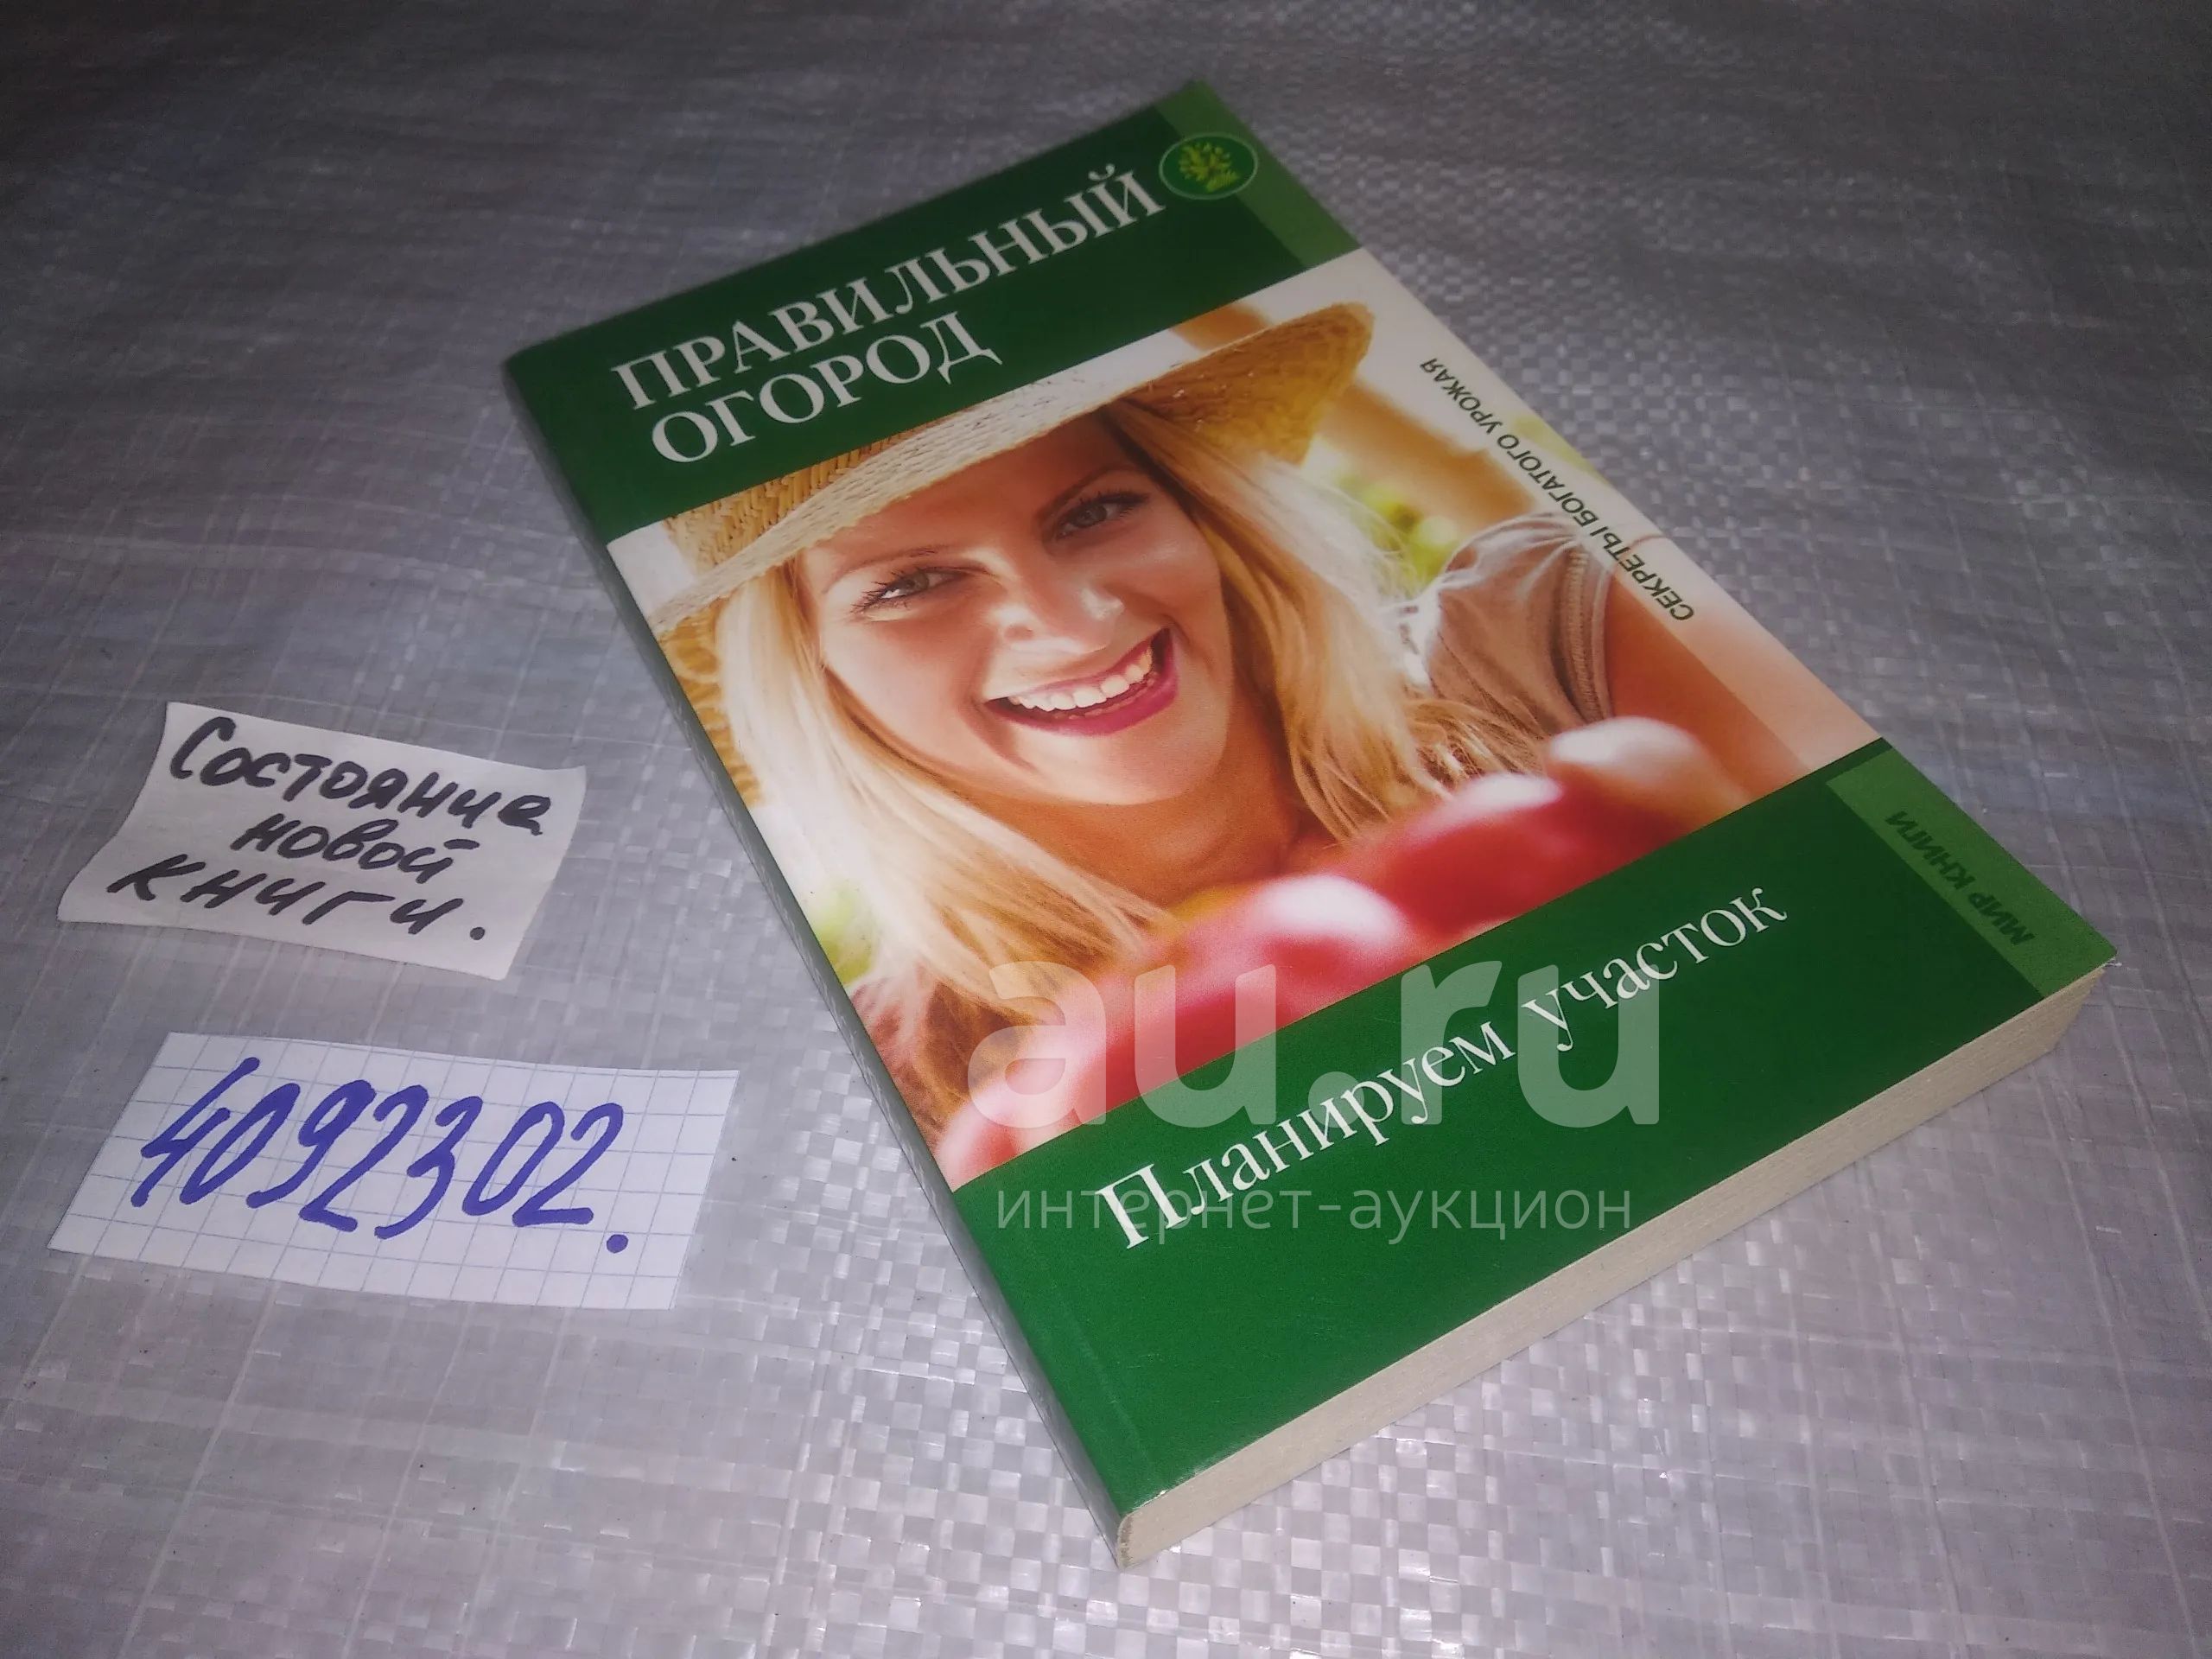 ПРАВИЛЬНЫЙ
ОГОРОД
СЕКРЕТЫ БОГАТОГО УРОЖАЯ
Планируем участок
МИР КНИГИ
Состояние
новой
книги.
4092302.
au.ru
интернет-аукцион